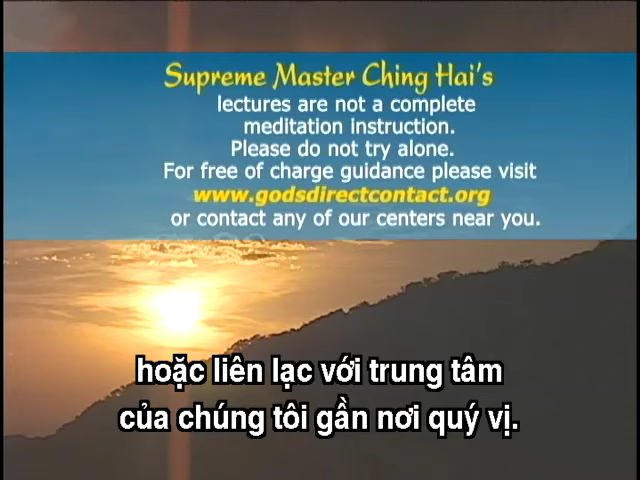 Supreme Master Ching Hai's
lectures are not a complete
meditation instruction.
Please do not try alone.
For free of charge guidance please visit
www.godsdirectcontact.org
or contact any of our centers near you.
hoặc liên lạc với trung tâm
của chúng tôi gần nơi quý vị.